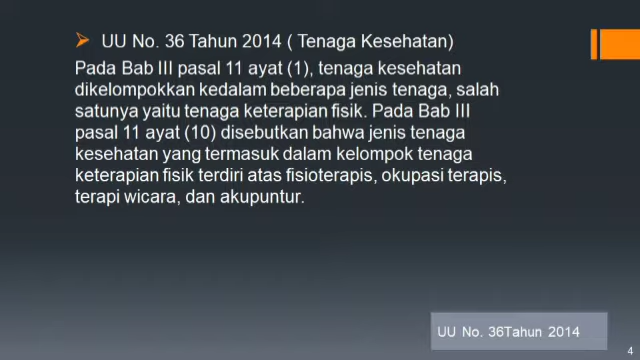 UU No. 36 Tahun 2014 ( Tenaga Kesehatan)
Pada Bab III pasal 11 ayat (1), tenaga kesehatan
dikelompokkan kedalam beberapa jenis tenaga, salah
satunya yaitu tenaga keterapian fisik. Pada Bab III
pasal 11 ayat (10) disebutkan bahwa jenis tenaga
kesehatan yang termasuk dalam kelompok tenaga
keterapian fisik terdiri atas fisioterapis, okupasi terapis,
terapi wicara, dan akupuntur.
UU No. 36Tahun 2014
4